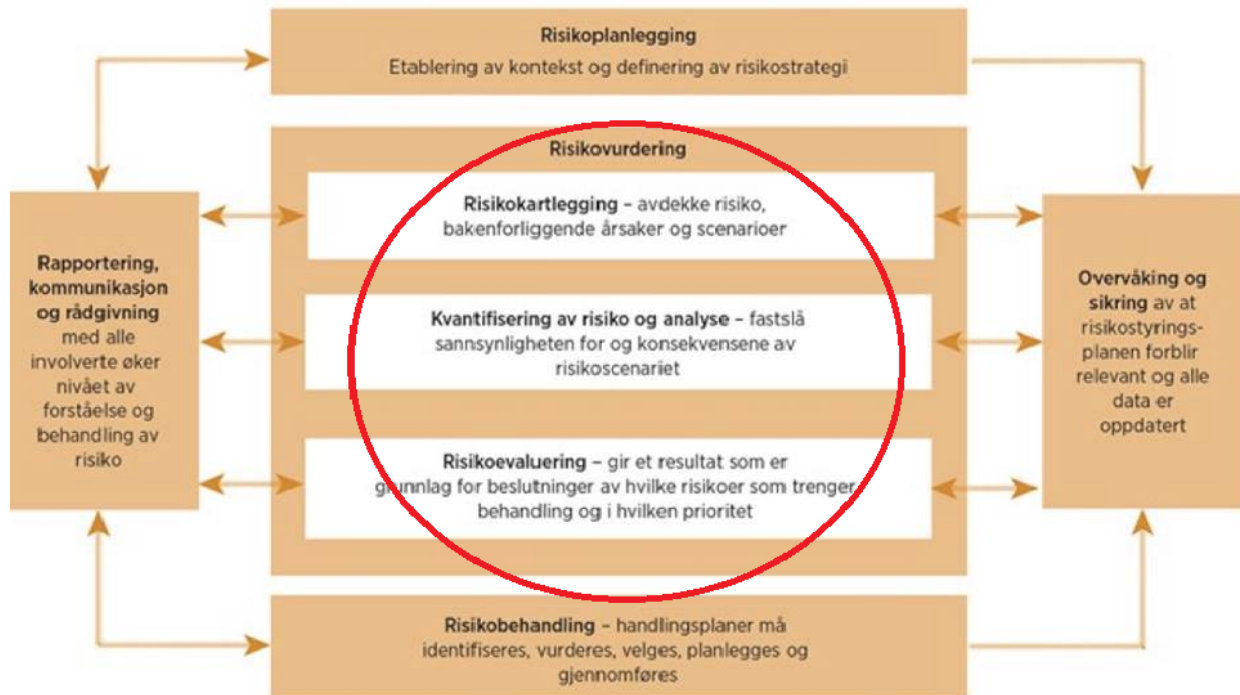 Risikoplanlegging
Etablering av kontekst og definering av risikostrategi
Risikovurdering
Risikokartlegging – avdekke risiko,
bakenforliggende årsaker og scenarioer
Kvantifisering av risiko og analyse – fastslå
sannsynligheten for og konsekvensene av
risikoscenariet
Risikoevaluering – gir et resultat som er
grunnlag for beslutninger av hvilke risikoer som trenger
behandling og i hvilken prioritet
Rapportering,
kommunikasjon
og rådgivning
med alle
involverte øker
nivået av
forståelse og
behandling av
risiko
Overvåking og
sikring av at
risikostyrings-
planen forblir
relevant og alle
data er
oppdatert
Risikobehandling – handlingsplaner må
identifiseres, vurderes, velges, planlegges og
gjennomføres